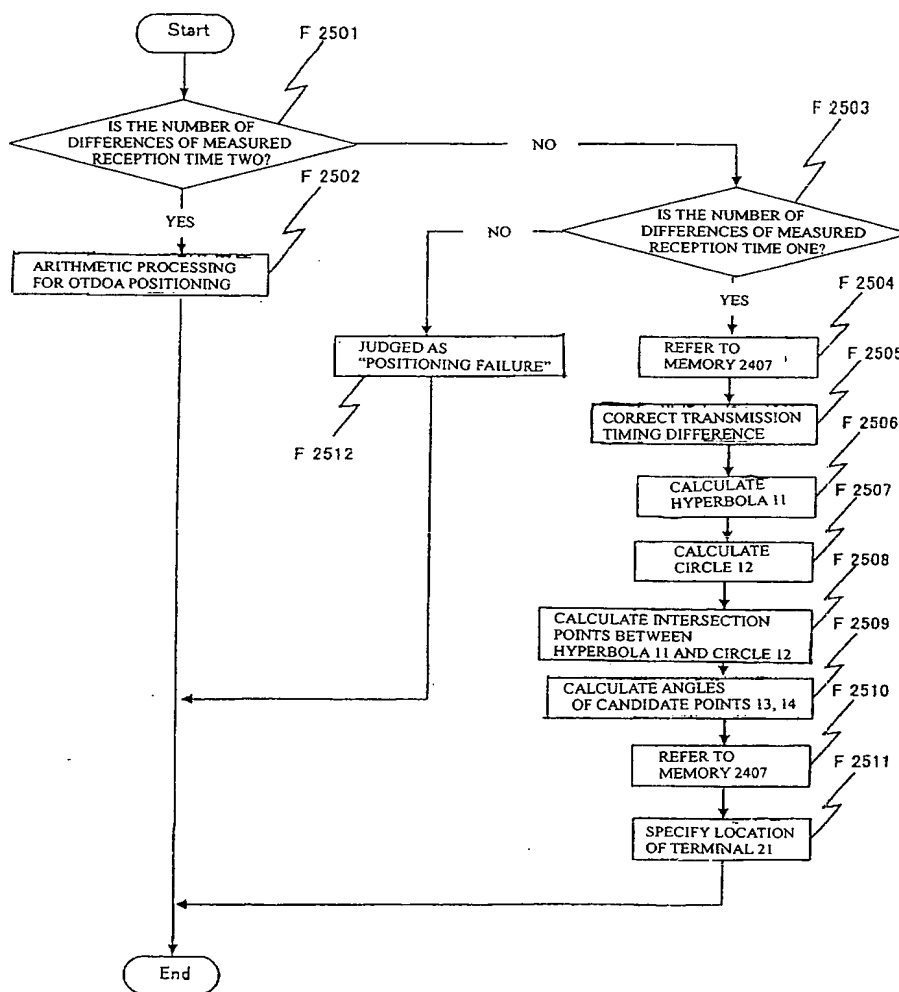 Start
F 2501
IS THE NUMBER OF
DIFFERENCES OF MEASURED
RECEPTION TIME TWO?
NO
F 2503
F 2502
YES
IS THE NUMBER OF
DIFFERENCES OF MEASURED
RECEPTION TIME ONE?
NO
ARITHMETIC PROCESSING
FOR OTDOA POSITIONING
YES
F 2504
JUDGED AS
"POSITIONING FAILURE"
F 2512
REFER TO
MEMORY 2407
F 2505
CORRECT TRANSMISSION
TIMING DIFFERENCE
F 2506
CALCULATE
HYPERBOLA 11
F 2507
CALCULATE
CIRCLE 12
F 2508
CALCULATE INTERSECTION
POINTS BETWEEN
HYPERBOLA 11 AND CIRCLE 12
F 2509
CALCULATE ANGLES
OF CANDIDATE POINTS 13, 14
F 2510
REFER TO
MEMORY 2407
F 2511
SPECIFY LOCATION
OF TERMINAL 21
End